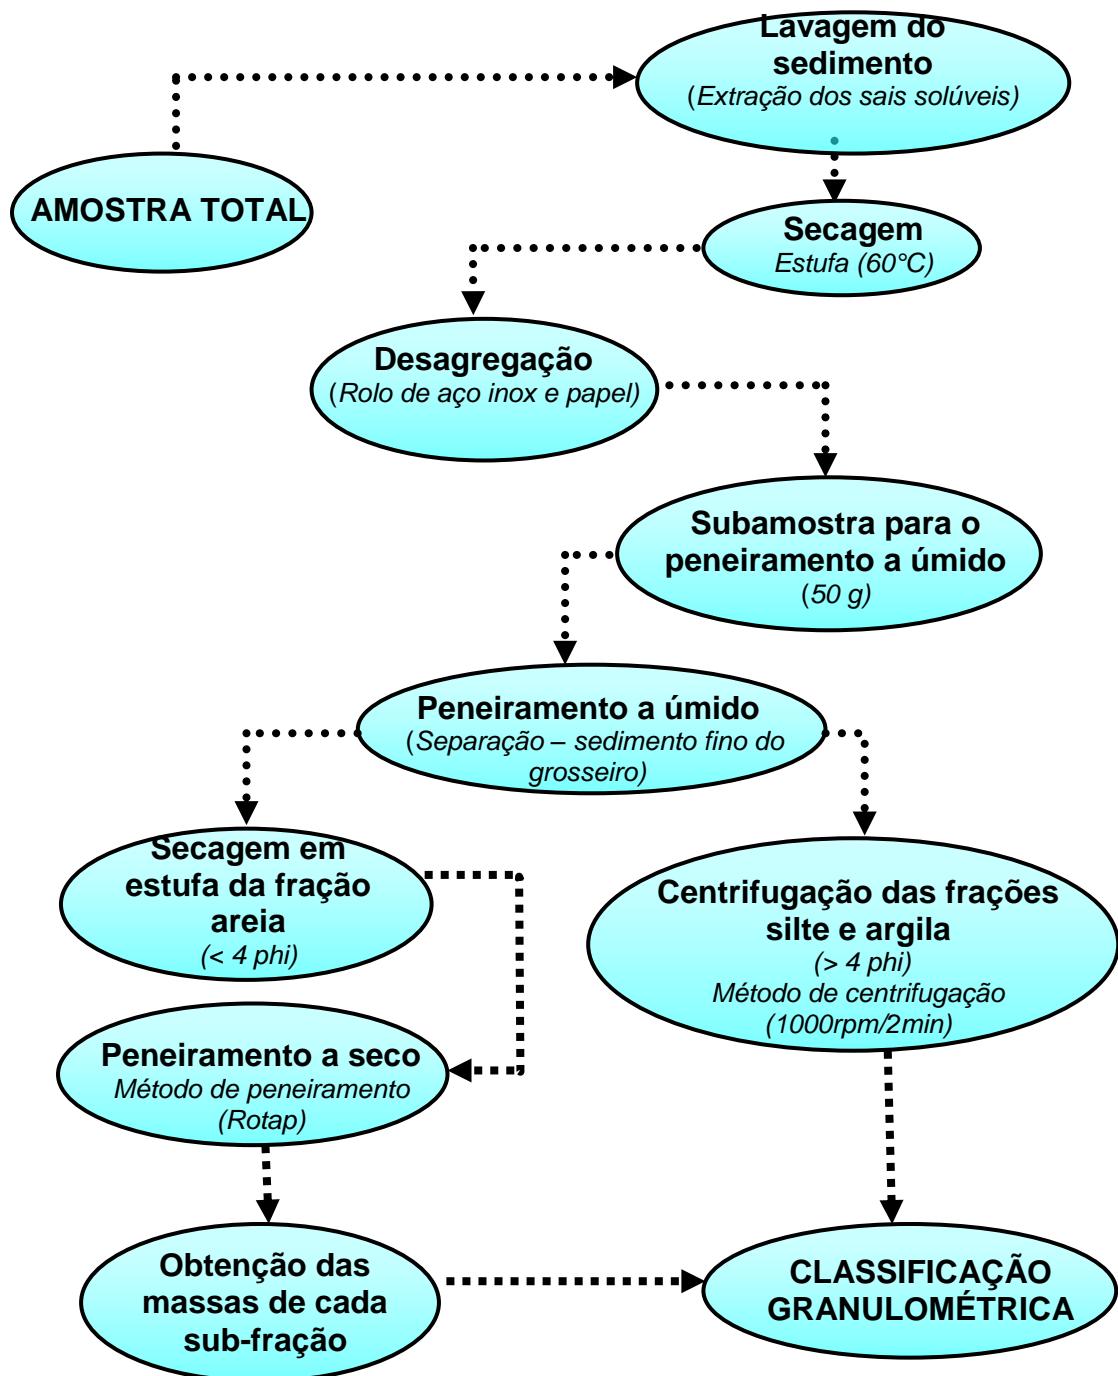 Lavagem do
sedimento
(Extração dos sais solúveis)
AMOSTRA TOTAL
Secagem
Estufa (60°C)
Desagregação
(Rolo de aço inox e papel)
Subamostra para o
peneiramento a úmido
(50 g)
Peneiramento a úmido
(Separação – sedimento fino do
grosseiro)
Secagem em
estufa da fração
areia
(< 4 phi)
Centrifugação das frações
silte e argila
(> 4 phi)
Método de centrifugação
(1000rpm/2min)
Peneiramento a seco
Método de peneiramento
(Rotap)
Obtenção das
massas de cada
sub-fração
CLASSIFICAÇÃO
GRANULOMÉTRICA